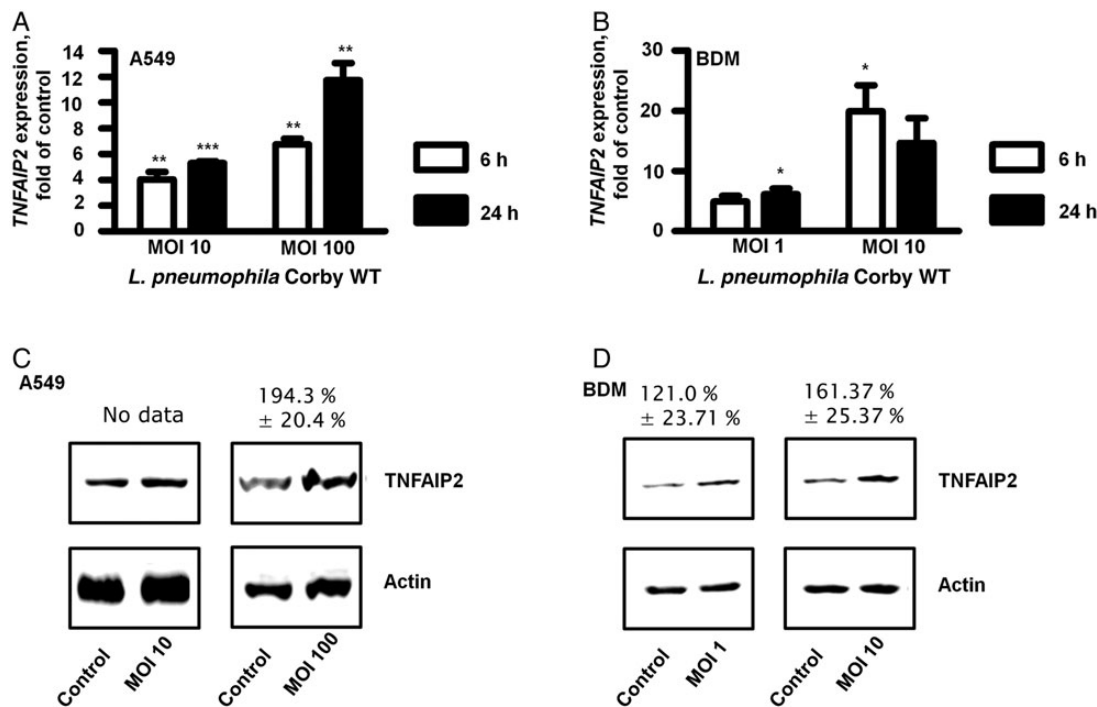 A
TNFAIP2 expression,
fold of control
14
12
10
8
6
4
2
0
A549
**
***
**
**
MOI 10
MOI 100
L. pneumophila Corby WT
6 h
24 h
B
TNFAIP2 expression,
fold of control
30
20
10
0
BDM
*
*
MOI 1
MOI 10
L. pneumophila Corby WT
6 h
24 h
C
A549
No data
194.3 %
± 20.4 %
TNFAIP2
Actin
Control
MOI 10
Control
MOI 100
D
BDM
121.0 %
± 23.71 %
161.37 %
± 25.37 %
TNFAIP2
Actin
Control
MOI 1
Control
MOI 10